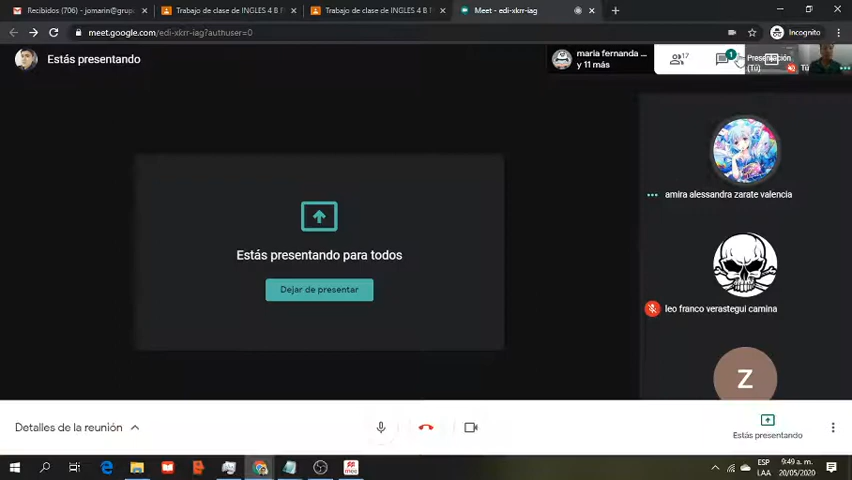 Recibidos (706) - jomarin@grup
Trabajo de clase de INGLES 4 B F
Trabajo de clase de INGLES 4 B
Meet - edi-xkrr-iag
meet.google.com/edi-xkrr-iag?authuser=0
Incognito
Estás presentando
maria fernanda ...
y 11 más
17
1
Presentación
(Tú)
Tú
amira alessandra zarate valencia
Estás presentando para todos
Dejar de presentar
leo franco verastegui camina
Z
Detalles de la reunión
Estás presentando
ESP
LAA
9:49 a. m.
20/05/2020